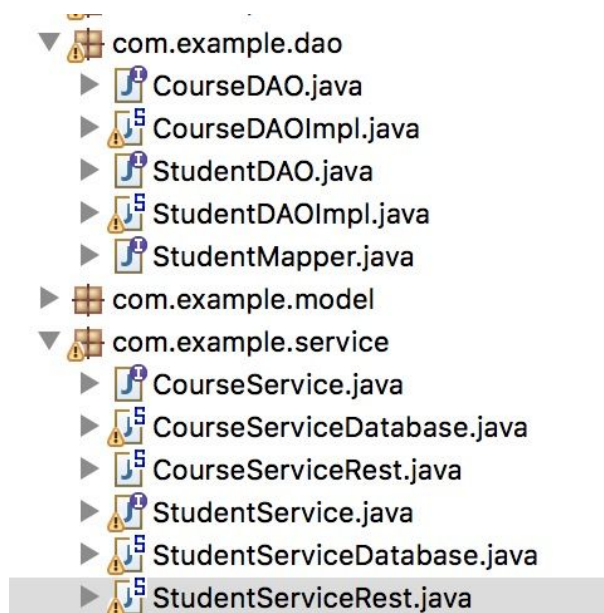 com.example.dao
CourseDAO.java
CourseDAOImpl.java
StudentDAO.java
StudentDAOImpl.java
StudentMapper.java
com.example.model
com.example.service
CourseService.java
CourseServiceDatabase.java
CourseServiceRest.java
StudentService.java
StudentServiceDatabase.java
StudentServiceRest.java